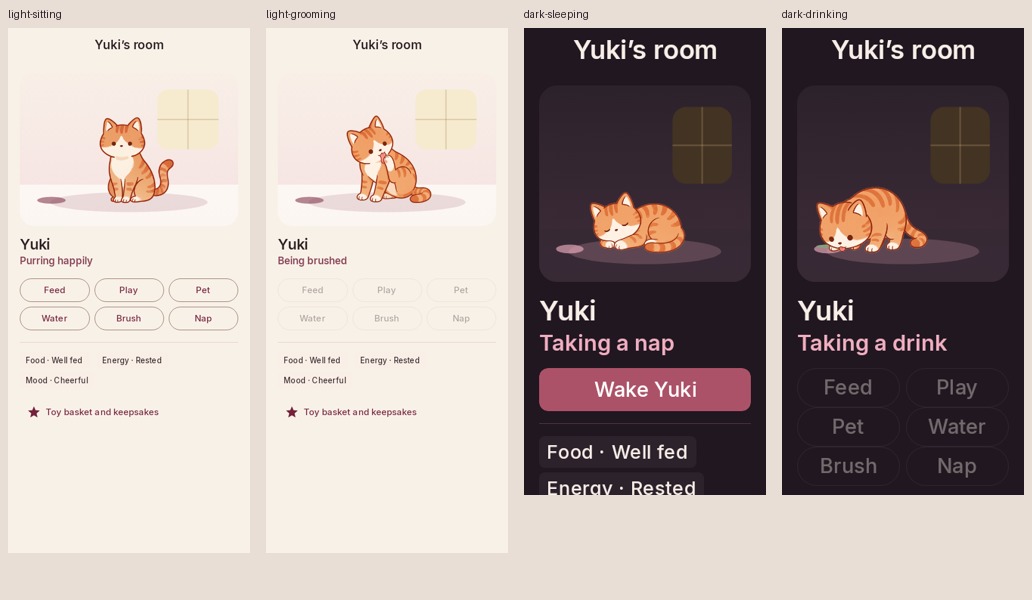 light-sitting
Yuki’s room
Yuki
Purring happily
Feed Play Pet
Water Brush Nap
Food · Well fed Energy · Rested
Mood · Cheerful
Toy basket and keepsakes
light-grooming
Yuki’s room
Yuki
Being brushed
Feed Play Pet
Water Brush Nap
Food · Well fed Energy · Rested
Mood · Cheerful
Toy basket and keepsakes
dark-sleeping
Yuki’s room
Yuki
Taking a nap
Wake Yuki
Food · Well fed
Energy · Rested
dark-drinking
Yuki’s room
Yuki
Taking a drink
Feed Play
Pet Water
Brush Nap